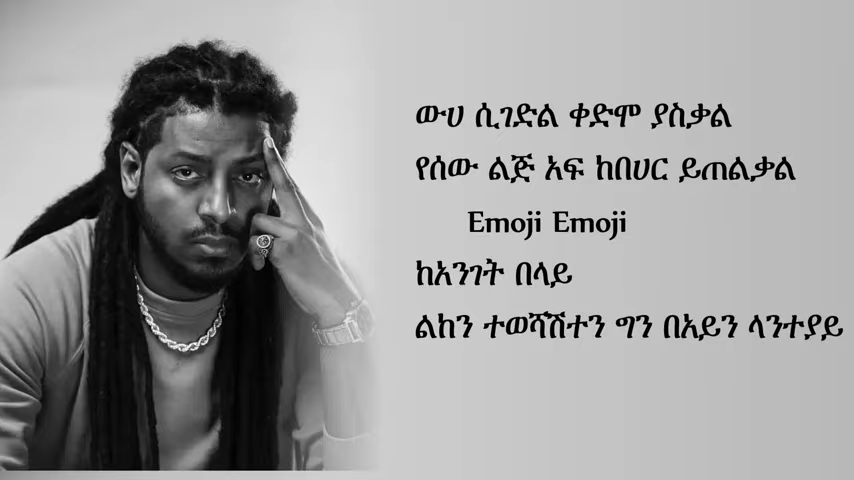 ውሀ ሲገድል ቀድሞ ያስቃል
የሰው ልጅ አፍ ከበሀር ይጠልቃል
Emoji Emoji
ከአንገት በላይ
ልከን ተወሻሽተን ግን በአይን ላንተያይ